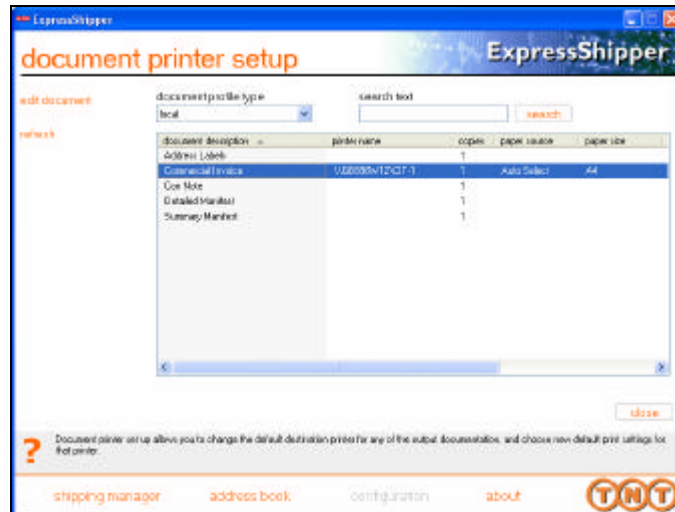 ExpressShipper
document printer setup
ExpressShipper
edit document
refresh
document profile type
search text
local
search
document description printer name copies paper source paper size
Address Labels 1
Commercial Invoice 1 Auto Select A4
Con Note 1
Detailed Manifest 1
Summary Manifest 1
close
? Document printer set up allows you to change the default destination printer for any of the output documentation, and choose new default print settings for
that printer.
shipping manager address book configuration about TNT